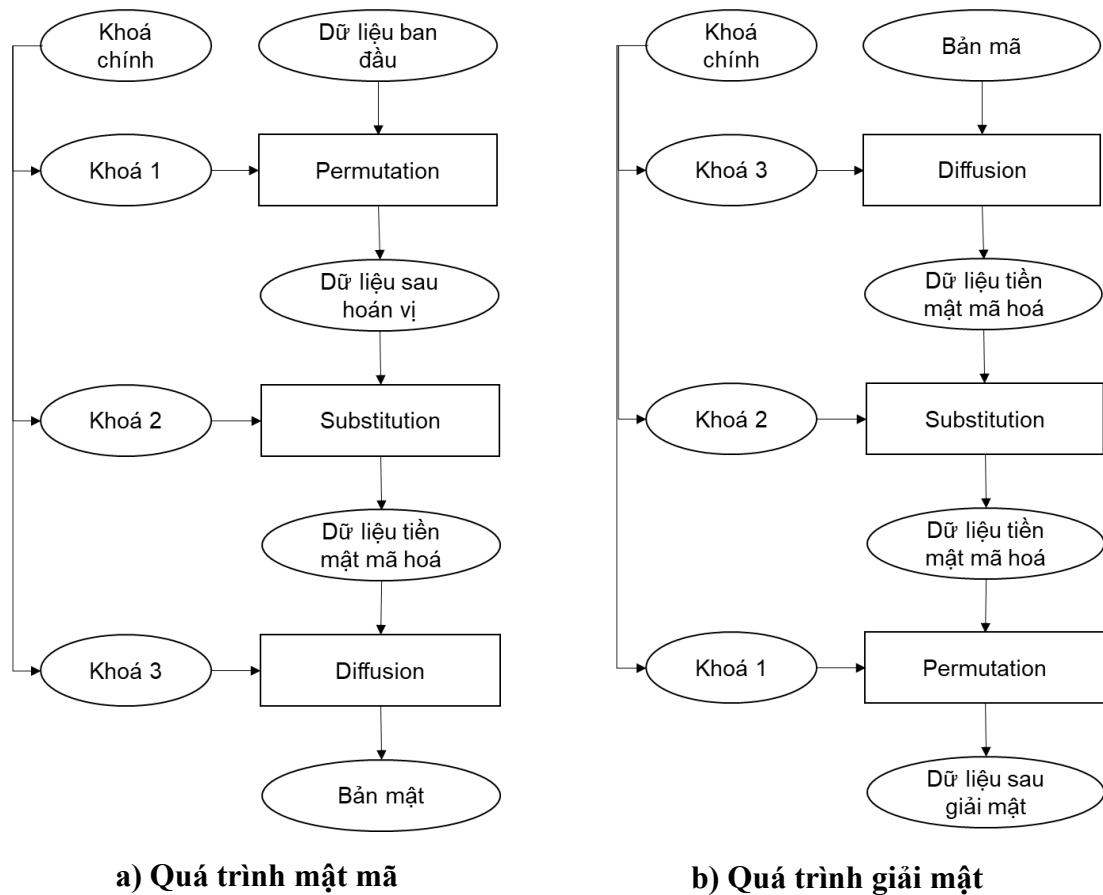 Khoá
chính
Dữ liệu ban
đầu
Khoá 1
Permutation
Dữ liệu sau
hoán vị
Khoá 2
Substitution
Dữ liệu tiền
mật mã hoá
Khoá 3
Diffusion
Bản mật
a) Quá trình mật mã
Khoá
chính
Bản mã
Khoá 3
Diffusion
Dữ liệu tiền
mật mã hoá
Khoá 2
Substitution
Dữ liệu tiền
mật mã hoá
Khoá 1
Permutation
Dữ liệu sau
giải mật
b) Quá trình giải mật